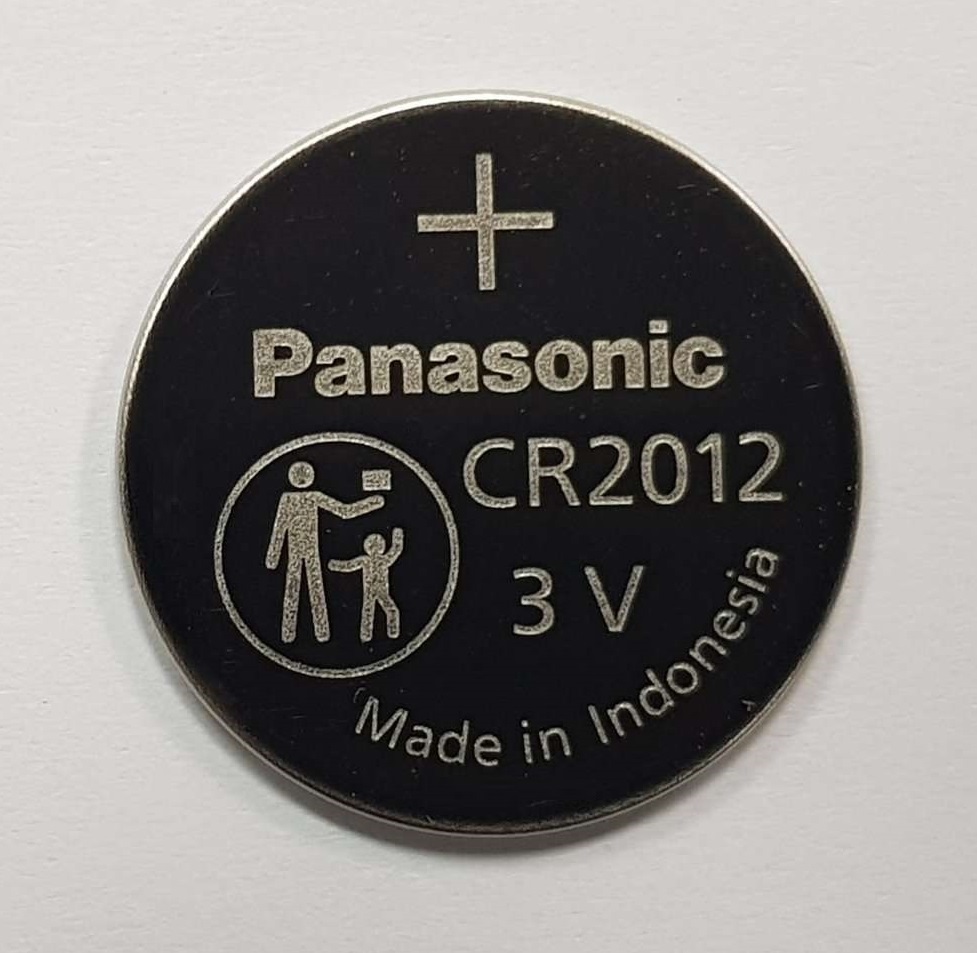 +
Panasonic
CR2012
3 V
Made in Indonesia